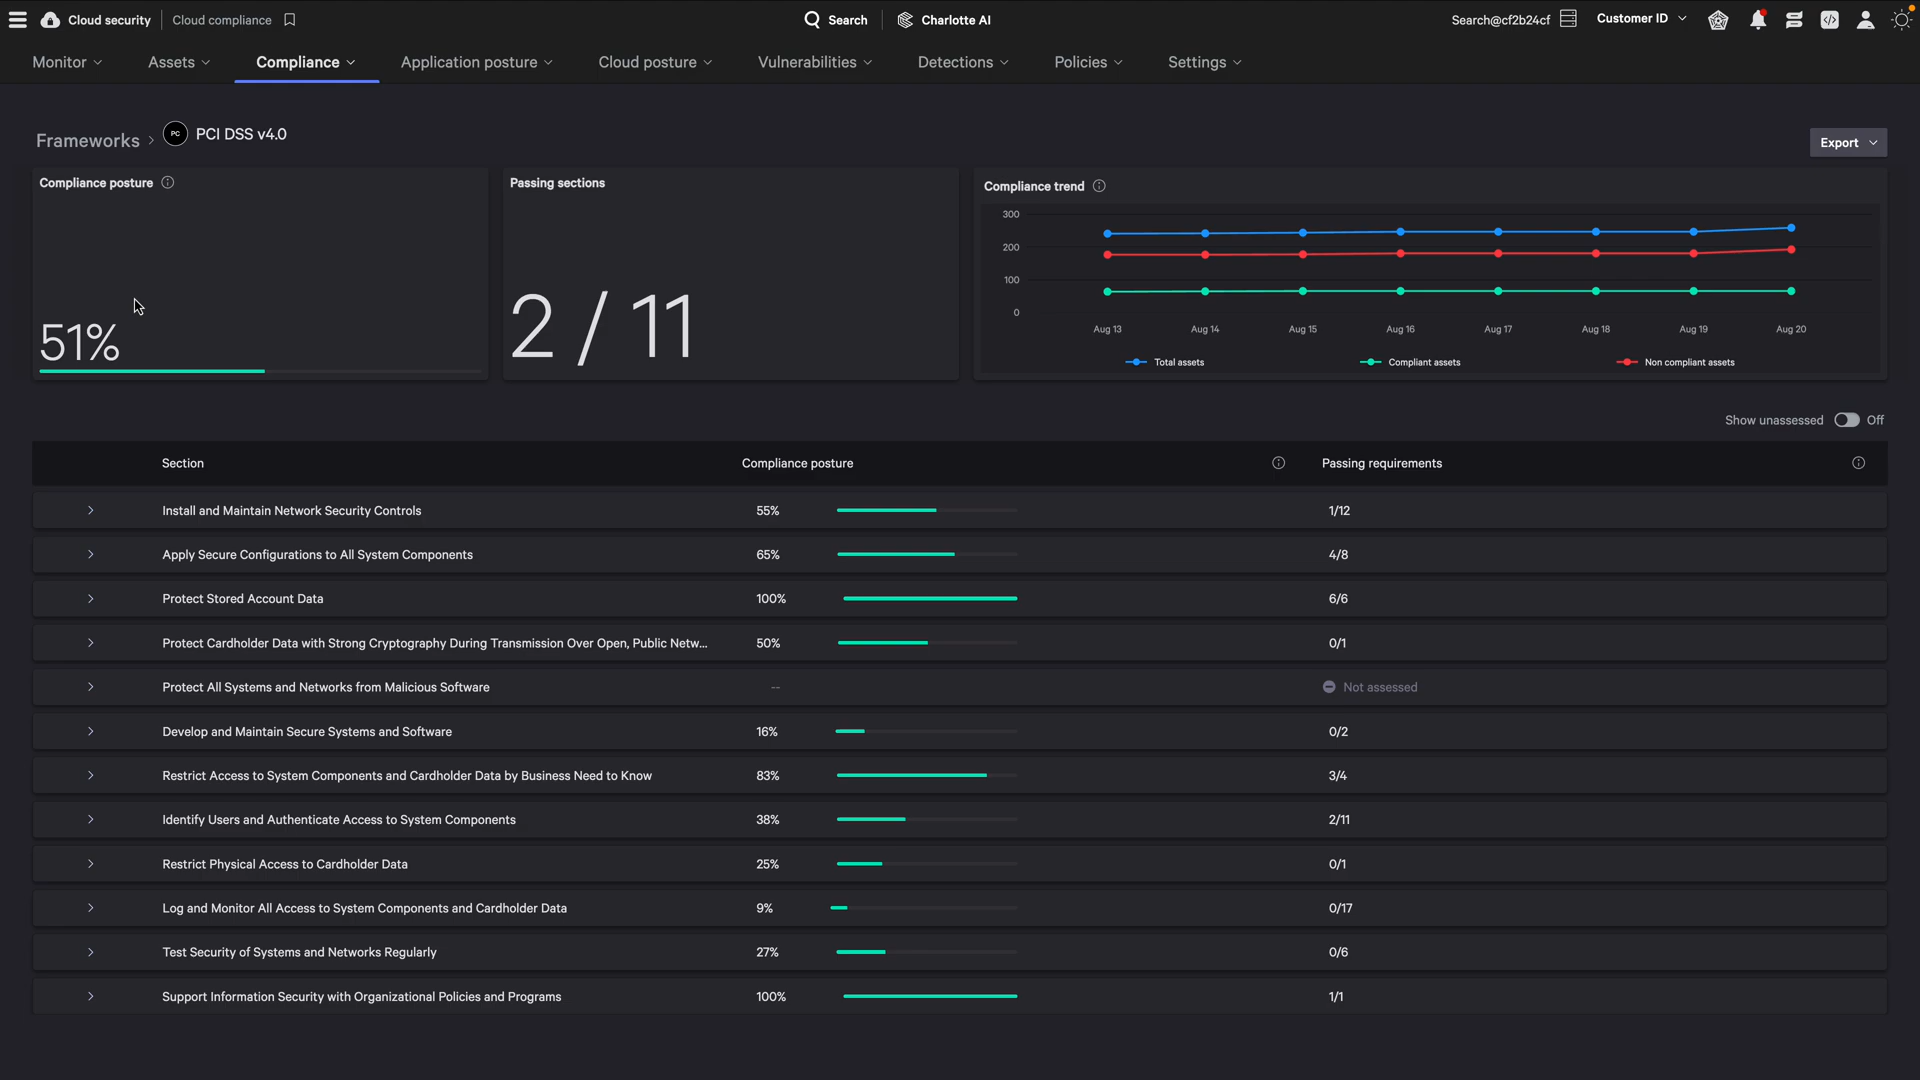 Cloud security Cloud compliance Search Charlotte AI Search@cf2b24cf Customer ID
Monitor Assets Compliance Application posture Cloud posture Vulnerabilities Detections Policies Settings
Frameworks PC PCI DSS v4.0
Export
Compliance posture
51%
Passing sections
2 / 11
Compliance trend
300
200
100
0
Aug 13 Aug 14 Aug 15 Aug 16 Aug 17 Aug 18 Aug 19 Aug 20
Total assets Compliant assets Non compliant assets
Show unassessed Off
Section Compliance posture Passing requirements
Install and Maintain Network Security Controls 55% 1/12
Apply Secure Configurations to All System Components 65% 4/8
Protect Stored Account Data 100% 6/6
Protect Cardholder Data with Strong Cryptography During Transmission Over Open, Public Netw... 50% 0/1
Protect All Systems and Networks from Malicious Software -- Not assessed
Develop and Maintain Secure Systems and Software 16% 0/2
Restrict Access to System Components and Cardholder Data by Business Need to Know 83% 3/4
Identify Users and Authenticate Access to System Components 38% 2/11
Restrict Physical Access to Cardholder Data 25% 0/1
Log and Monitor All Access to System Components and Cardholder Data 9% 0/17
Test Security of Systems and Networks Regularly 27% 0/6
Support Information Security with Organizational Policies and Programs 100% 1/1